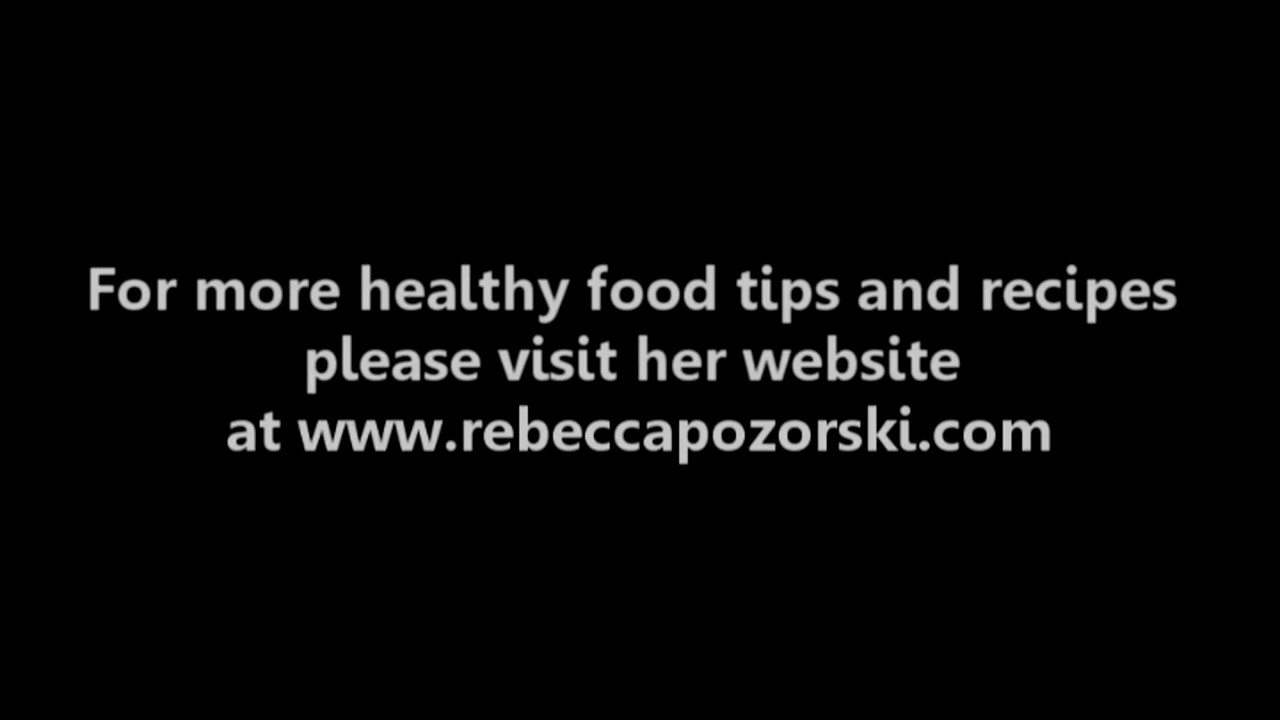 For more healthy food tips and recipes
please visit her website
at www.rebeccapozorski.com